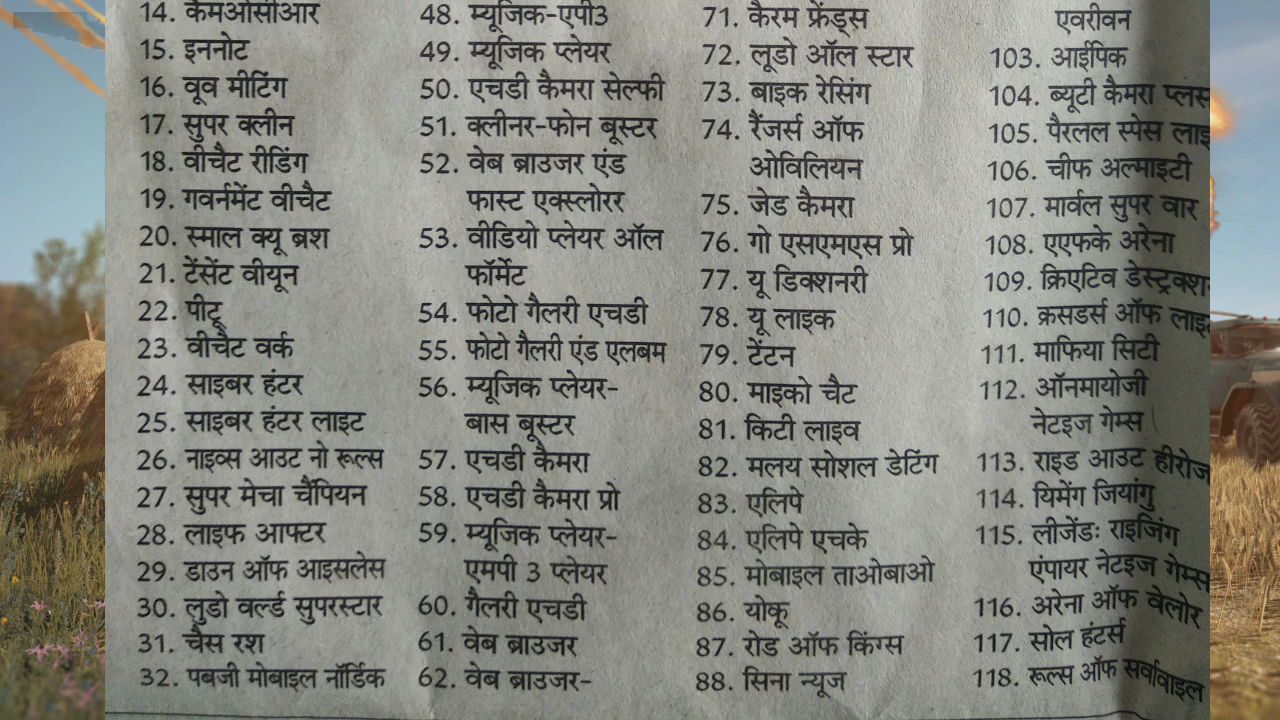 14. कैमओसीआर
15. इननोट
16. वूव मीटिंग
17. सुपर क्लीन
18. वीचैट रीडिंग
19. गवर्नमेंट वीचैट
20. स्माल क्यू ब्रश
21. टेंसेंट वीयून
22. पीटू
23. वीचैट वर्क
24. साइबर हंटर
25. साइबर हंटर लाइट
26. नाइव्स आउट नो रूल्स
27. सुपर मेचा चैंपियन
28. लाइफ आफ्टर
29. डाउन ऑफ आइसलेस
30. लुडो वर्ल्ड सुपरस्टार
31. चैस रश
32. पबजी मोबाइल नॉर्डिक
48. म्यूजिक-एपी3
49. म्यूजिक प्लेयर
50. एचडी कैमरा सेल्फी
51. क्लीनर-फोन बूस्टर
52. वेब ब्राउजर एंड
फास्ट एक्स्लोरर
53. वीडियो प्लेयर ऑल
फॉर्मेट
54. फोटो गैलरी एचडी
55. फोटो गैलरी एंड एलबम
56. म्यूजिक प्लेयर-
बास बूस्टर
57. एचडी कैमरा
58. एचडी कैमरा प्रो
59. म्यूजिक प्लेयर-
एमपी 3 प्लेयर
60. गैलरी एचडी
61. वेब ब्राउजर
62. वेब ब्राउजर-
71. कैरम फ्रेंड्स
72. लूडो ऑल स्टार
73. बाइक रेसिंग
74. रैंजर्स ऑफ
ओविलियन
75. जेड कैमरा
76. गो एसएमएस प्रो
77. यू डिक्शनरी
78. यू लाइक
79. टेंटन
80. माइको चैट
81. किटी लाइव
82. मलय सोशल डेटिंग
83. एलिपे
84. एलिपे एचके
85. मोबाइल ताओबाओ
86. योकू
87. रोड ऑफ किंग्स
88. सिना न्यूज
एवरीवन
103. आईपिक
104. ब्यूटी कैमरा प्लस
105. पैरलल स्पेस लाइ
106. चीफ अल्माइटी
107. मार्वल सुपर वार
108. एएफके अरेना
109. क्रिएटिव डेस्ट्रक्श
110. क्रसडर्स ऑफ लाइ
111. माफिया सिटी
112. ऑनमायोजी
नेटइज गेम्स
113. राइड आउट हीरोज
114. यिमेंग जियांगु
115. लीजेंडः राइजिंग
एंपायर नेटइज गेम्स
116. अरेना ऑफ वेलोर
117. सोल हंटर्स
118. रूल्स ऑफ सर्वावाइल